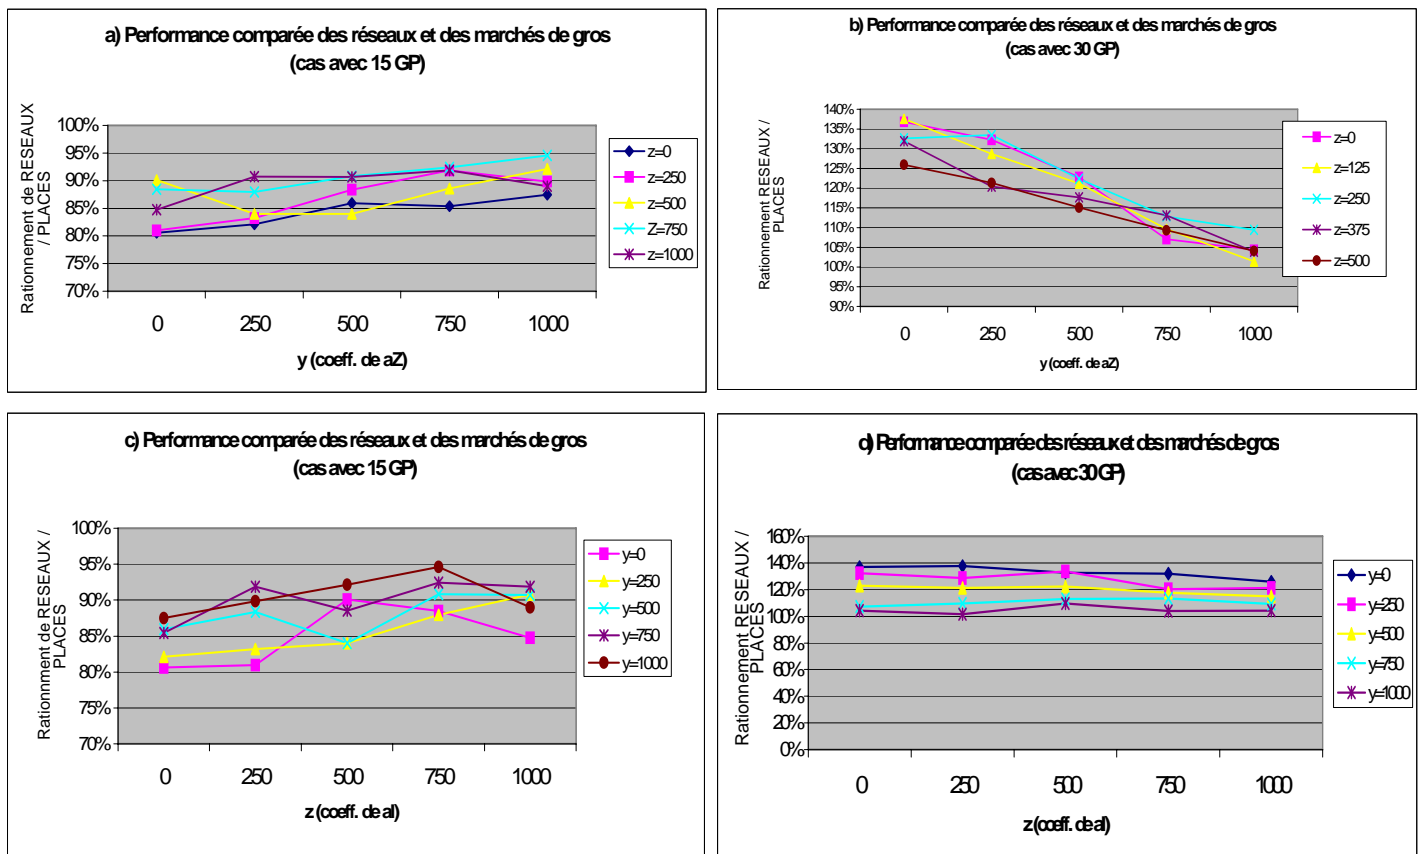 a) Performance comparée des réseaux et des marchés de gros
(cas avec 15 GP)
Rationnement de RESEAUX
/ PLACES
100%
95%
90%
85%
80%
75%
70%
0 250 500 750 1000
y (coeff. de aZ)
z=0
z=250
z=500
Z=750
z=1000
b) Performance comparée des réseaux et des marchés de gros
(cas avec 30 GP)
Rationnement RESEAUX /
PLACES
140%
135%
130%
125%
120%
115%
110%
105%
100%
95%
90%
0 250 500 750 1000
y (coeff. de aZ)
z=0
z=125
z=250
z=375
z=500
c) Performance comparée des réseaux et des marchés de gros
(cas avec 15 GP)
Rationnment de RESEAUX /
PLACES
100%
95%
90%
85%
80%
75%
70%
0 250 500 750 1000
z (coeff. de aI)
y=0
y=250
y=500
y=750
y=1000
d) Performance comparée des réseaux et des marchés de gros
(cas avec 30 GP)
Rationnement RESEAUX /
PLACES
160%
140%
120%
100%
80%
60%
40%
20%
0%
0 250 500 750 1000
z (coeff. de aI)
y=0
y=250
y=500
y=750
y=1000